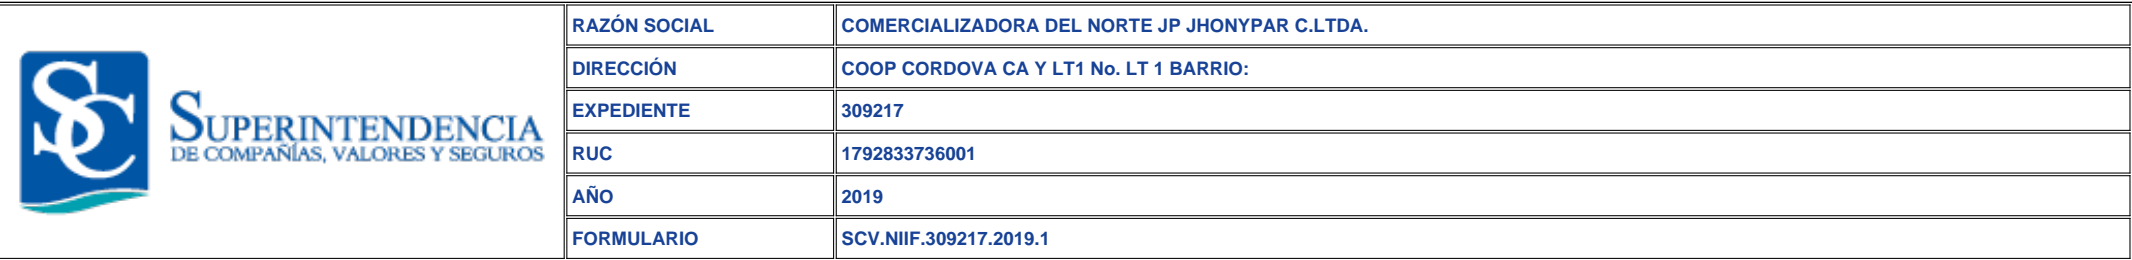 SC
SUPERINTENDENCIA
DE COMPAÑÍAS, VALORES Y SEGUROS
RAZÓN SOCIAL COMERCIALIZADORA DEL NORTE JP JHONYPAR C.LTDA.
DIRECCIÓN COOP CORDOVA CA Y LT1 No. LT 1 BARRIO:
EXPEDIENTE 309217
RUC 1792833736001
AÑO 2019
FORMULARIO SCV.NIIF.309217.2019.1